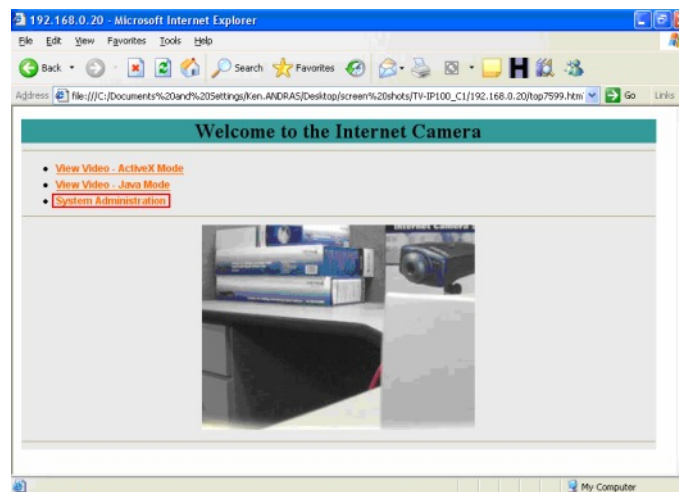 192.168.0.20 - Microsoft Internet Explorer
File Edit View Favorites Tools Help
Back Search Favorites
Address file:///C:/Documents%20and%20Settings/Ken.ANDRAS/Desktop/screen%20shots/TV-IP100_C1/192.168.0.20/top7599.htm Go Links
Welcome to the Internet Camera
View Video - ActiveX Mode
View Video - Java Mode
System Administration
Internet Camera
My Computer